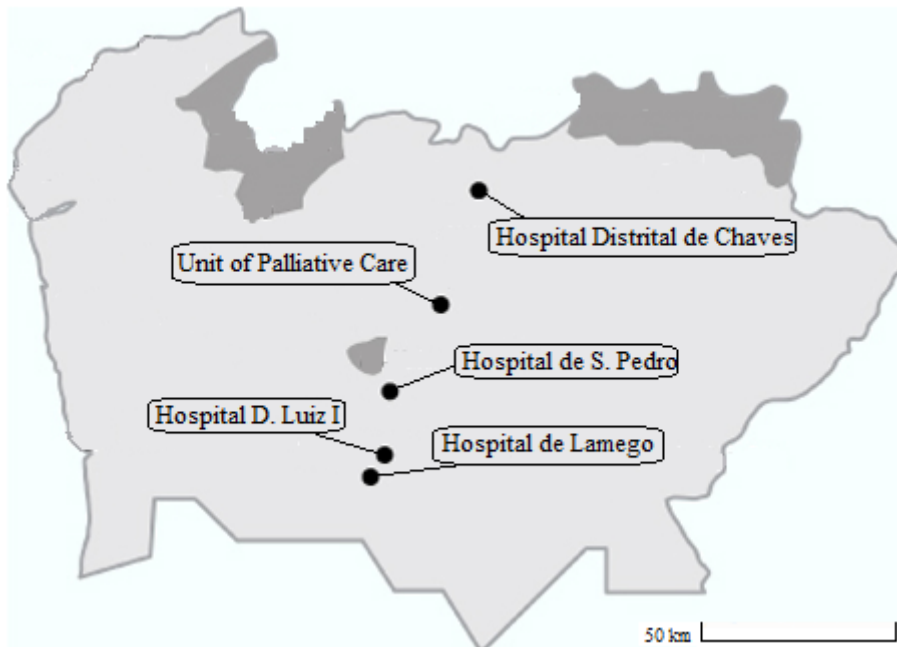 Hospital Distrital de Chaves
Unit of Palliative Care
Hospital de S. Pedro
Hospital D. Luiz I
Hospital de Lamego
50 km